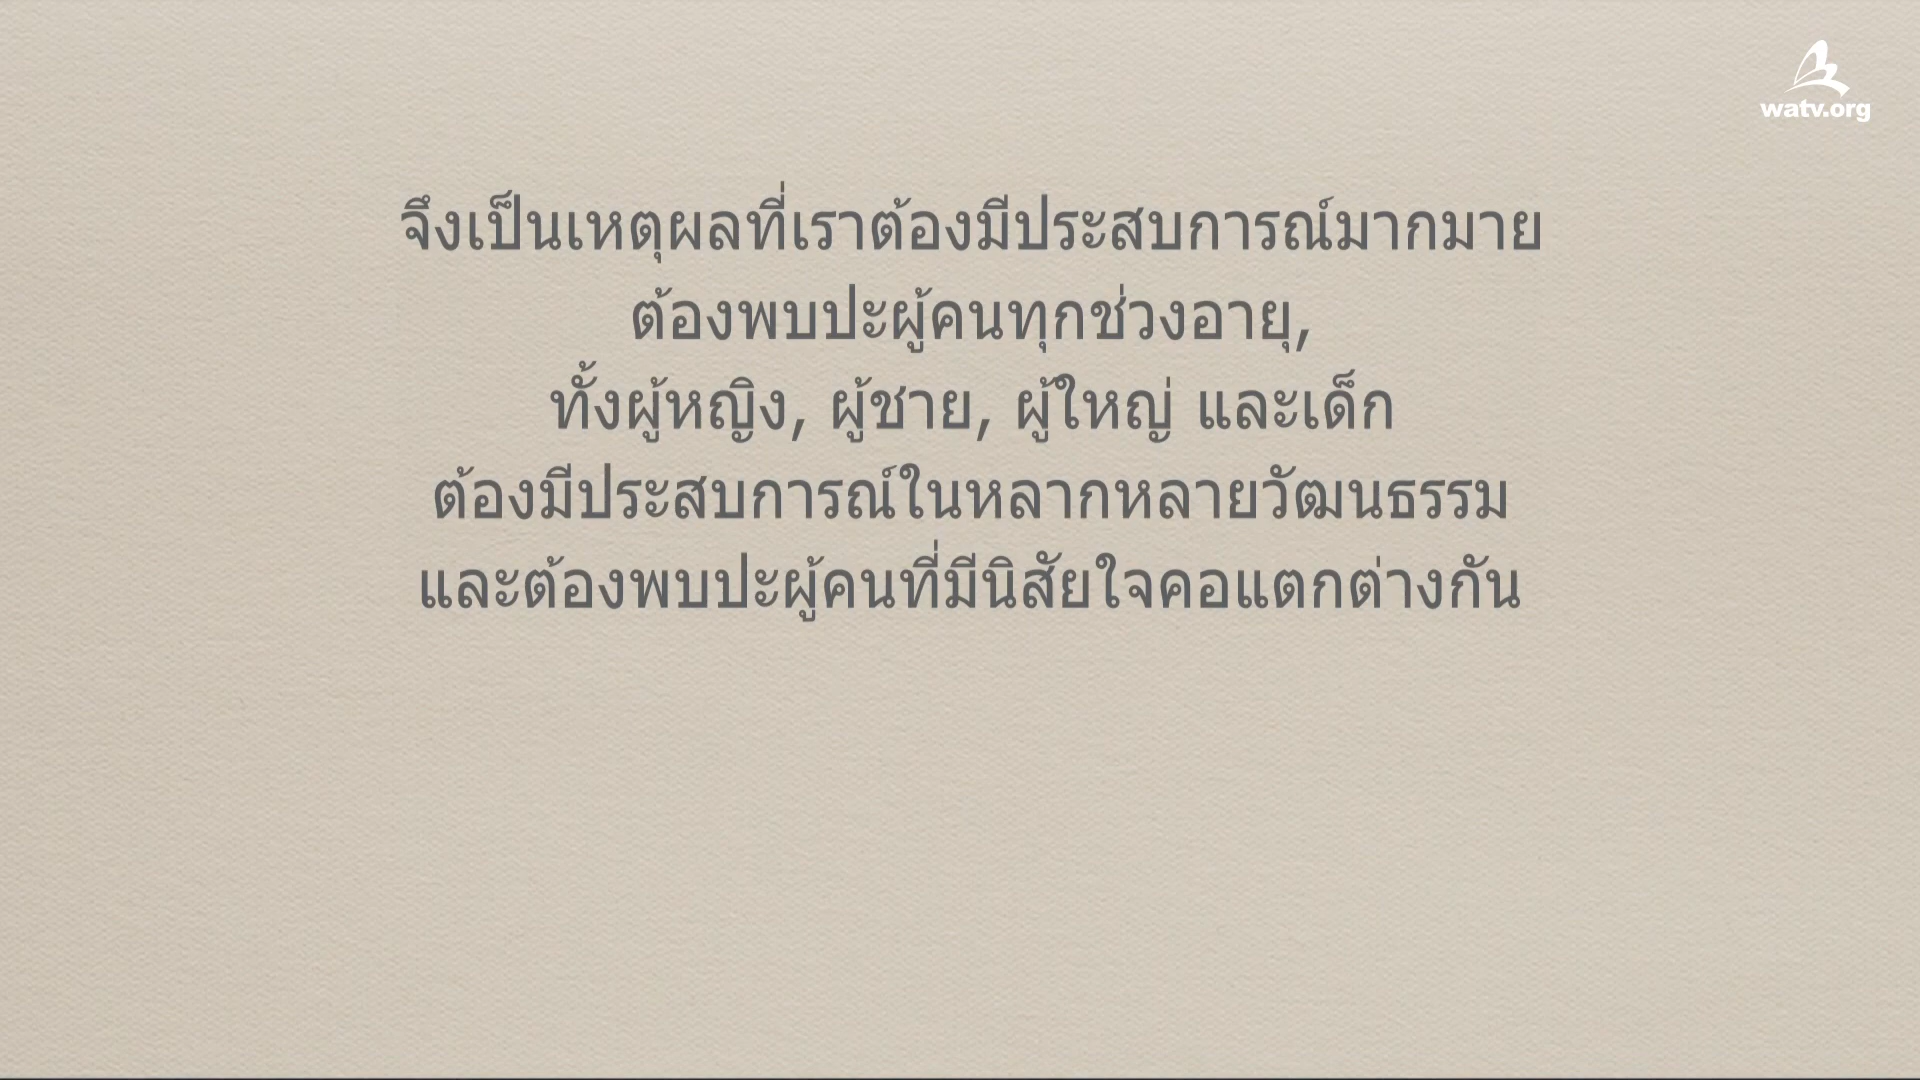 watv.org
จึงเป็นเหตุผลที่เราต้องมีประสบการณ์มากมาย
ต้องพบปะผู้คนทุกช่วงอายุ,
ทั้งผู้หญิง, ผู้ชาย, ผู้ใหญ่ และเด็ก
ต้องมีประสบการณ์ในหลากหลายวัฒนธรรม
และต้องพบปะผู้คนที่มีนิสัยใจคอแตกต่างกัน